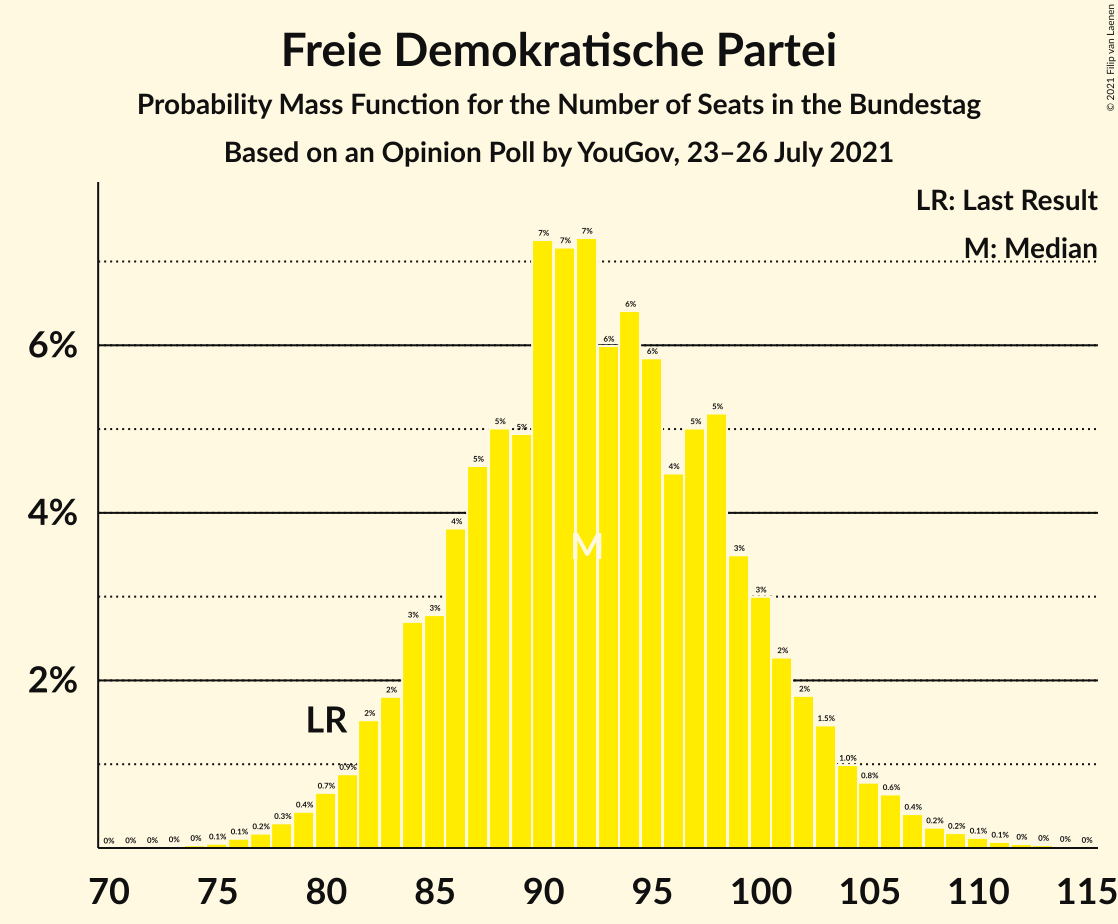 © 2021 Filip van Laenen
Freie Demokratische Partei
Probability Mass Function for the Number of Seats in the Bundestag
Based on an Opinion Poll by YouGov, 23–26 July 2021
LR: Last Result
M: Median
6%
4%
2%
LR
M
0% 0% 0% 0% 0% 0.1% 0.1% 0.2% 0.3% 0.4% 0.7% 0.9% 2% 2% 3% 3% 4% 5% 5% 5% 7% 7% 7% 6% 6% 6% 4% 5% 5% 3% 3% 2% 2% 1.5% 1.0% 0.8% 0.6% 0.4% 0.2% 0.2% 0.1% 0.1% 0% 0% 0% 0%
70 75 80 85 90 95 100 105 110 115